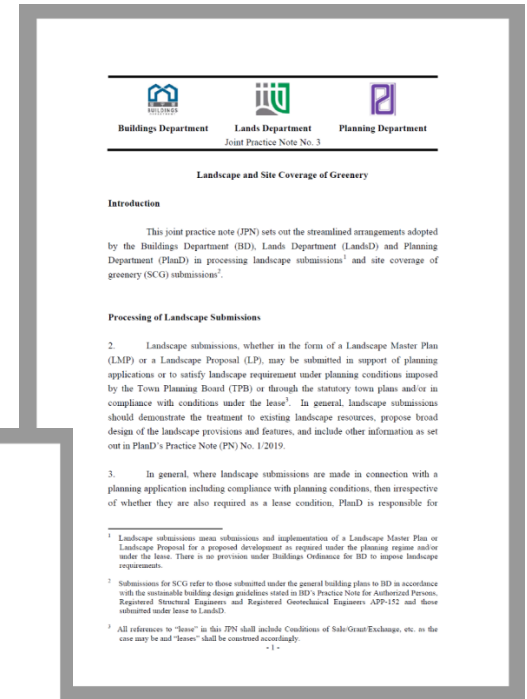 BUILDINGS
Buildings Department Lands Department Planning Department
Joint Practice Note No. 3
Landscape and Site Coverage of Greenery
Introduction
This joint practice note (JPN) sets out the streamlined arrangements adopted
by the Buildings Department (BD), Lands Department (LandsD) and Planning
Department (PlanD) in processing landscape submissions1 and site coverage of
greenery (SCG) submissions2.
Processing of Landscape Submissions
2. Landscape submissions, whether in the form of a Landscape Master Plan
(LMP) or a Landscape Proposal (LP), may be submitted in support of planning
applications or to satisfy landscape requirement under planning conditions imposed
by the Town Planning Board (TPB) or through the statutory town plans and/or in
compliance with conditions under the lease3. In general, landscape submissions
should demonstrate the treatment to existing landscape resources, propose broad
design of the landscape provisions and features, and include other information as set
out in PlanD's Practice Note (PN) No. 1/2019.
3. In general, where landscape submissions are made in connection with a
planning application including compliance with planning conditions, then irrespective
of whether they are also required as a lease condition, PlanD is responsible for
1 Landscape submissions mean submissions and implementation of a Landscape Master Plan or
Landscape Proposal for a proposed development as required under the planning regime and/or
under the lease. There is no provision under Buildings Ordinance for BD to impose landscape
requirements.
2 Submissions for SCG refer to those submitted under the general building plans to BD in accordance
with the sustainable building design guidelines stated in BD's Practice Note for Authorized Persons,
Registered Structural Engineers and Registered Geotechnical Engineers APP-152 and those
submitted under lease to LandsD.
3 All references to "lease" in this JPN shall include Conditions of Sale/Grant/Exchange, etc. as the
case may be and "leases" shall be construed accordingly.
- 1 -